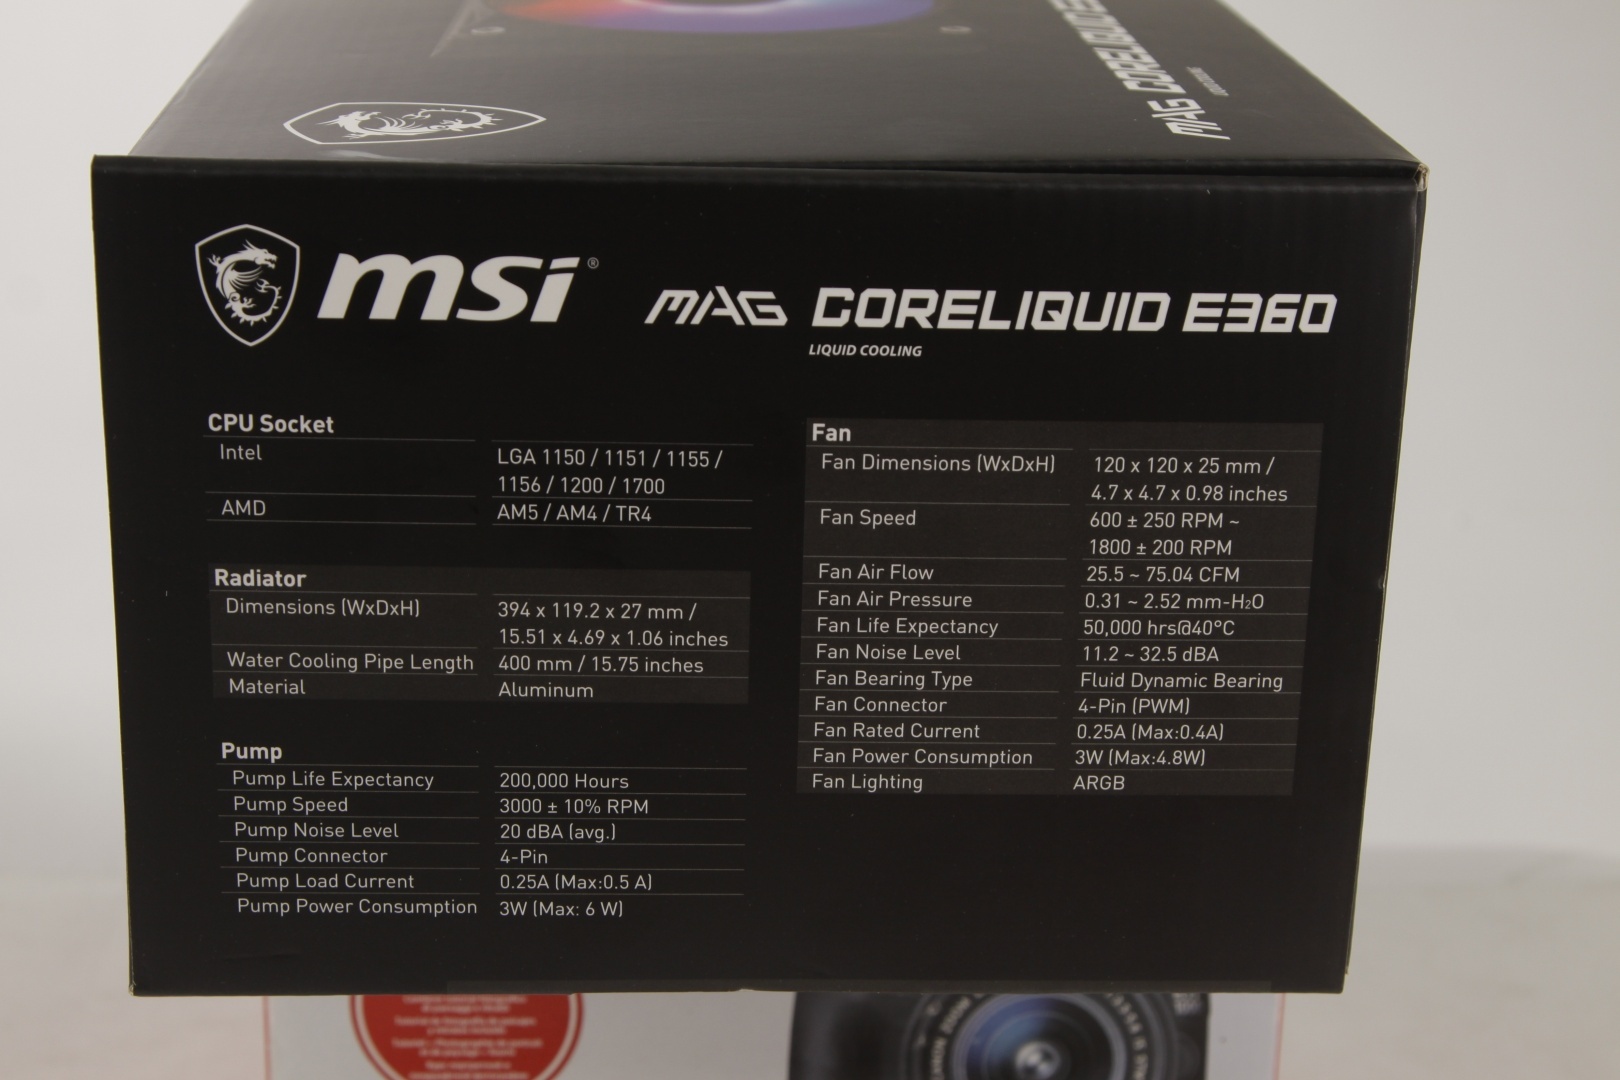 MAG CORELIQUID E
msi® MAG CORELIQUID E360
LIQUID COOLING
CPU Socket
Intel LGA 1150 / 1151 / 1155 /
1156 / 1200 / 1700
AMD AM5 / AM4 / TR4
Radiator
Dimensions (WxDxH) 394 x 119.2 x 27 mm /
15.51 x 4.69 x 1.06 inches
Water Cooling Pipe Length 400 mm / 15.75 inches
Material Aluminum
Pump
Pump Life Expectancy 200,000 Hours
Pump Speed 3000 ± 10% RPM
Pump Noise Level 20 dBA (avg.)
Pump Connector 4-Pin
Pump Load Current 0.25A (Max:0.5 A)
Pump Power Consumption 3W (Max: 6 W)
Fan
Fan Dimensions (WxDxH) 120 x 120 x 25 mm /
4.7 x 4.7 x 0.98 inches
Fan Speed 600 ± 250 RPM ~
1800 ± 200 RPM
Fan Air Flow 25.5 ~ 75.04 CFM
Fan Air Pressure 0.31 ~ 2.52 mm-H₂O
Fan Life Expectancy 50,000 hrs@40°C
Fan Noise Level 11.2 ~ 32.5 dBA
Fan Bearing Type Fluid Dynamic Bearing
Fan Connector 4-Pin (PWM)
Fan Rated Current 0.25A (Max:0.4A)
Fan Power Consumption 3W (Max:4.8W)
Fan Lighting ARGB